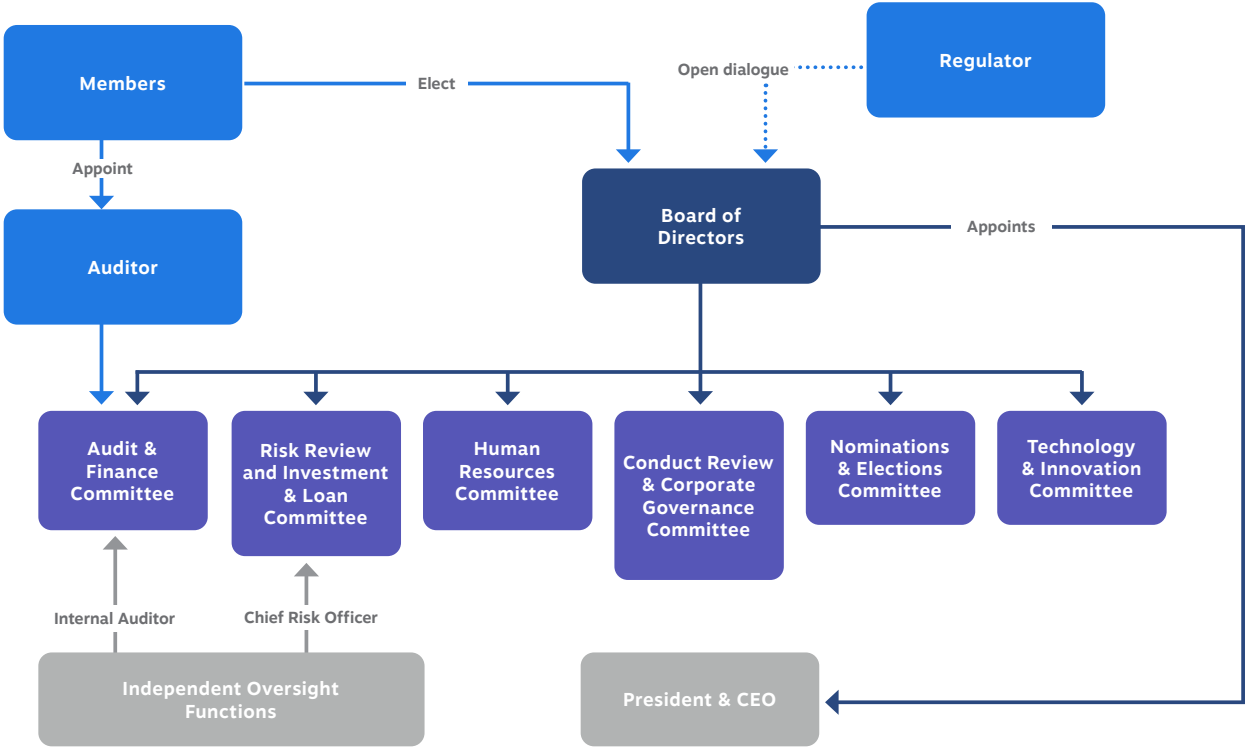 Regulator
Open dialogue
Members
Elect
Appoint
Board of
Directors
Appoints
Auditor
Audit &
Finance
Committee
Risk Review
and Investment
& Loan
Committee
Human
Resources
Committee
Conduct Review
& Corporate
Governance
Committee
Nominations
& Elections
Committee
Technology
& Innovation
Committee
Internal Auditor
Chief Risk Officer
Independent Oversight
Functions
President & CEO